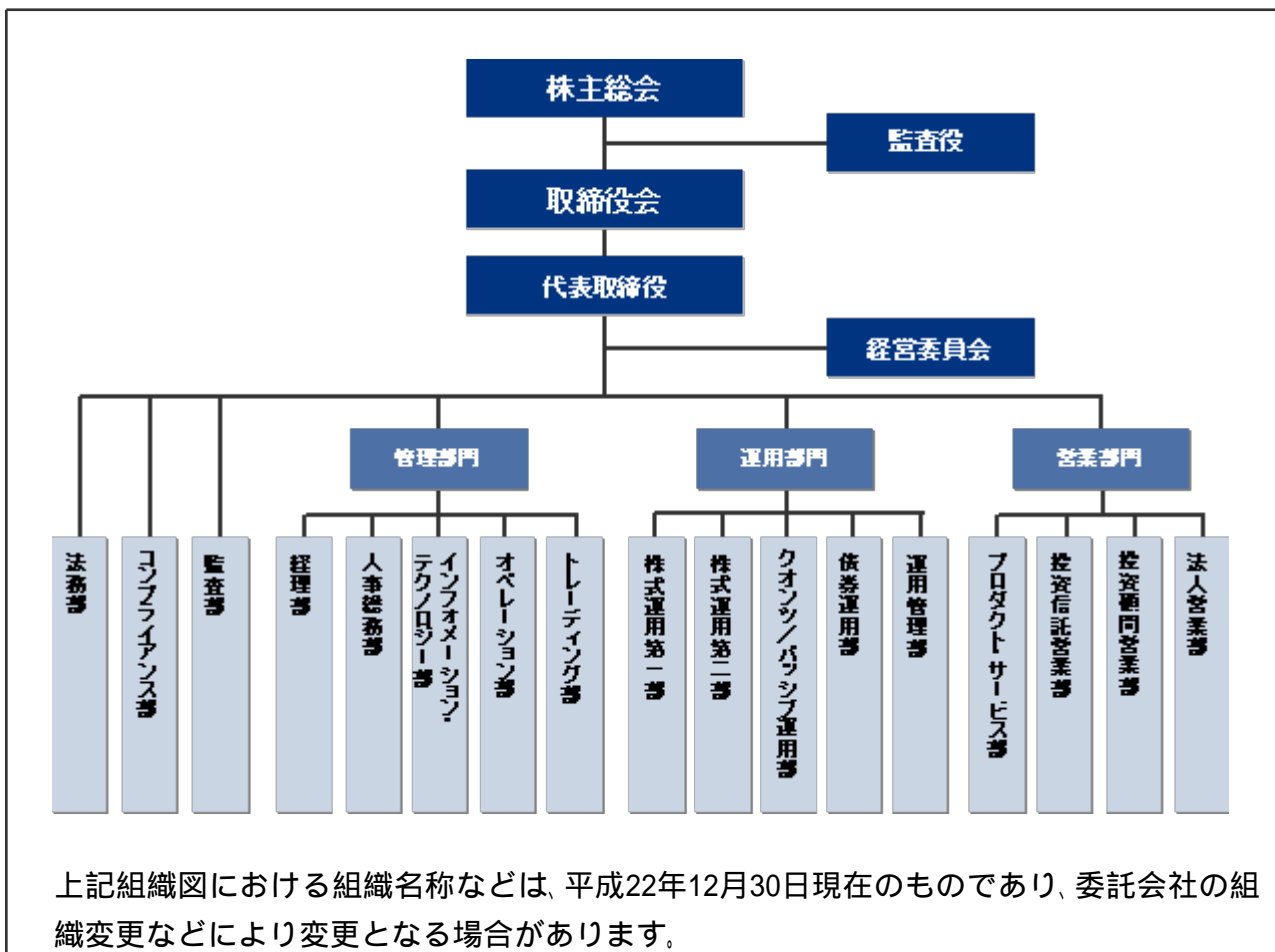 株主総会
監査役
取締役会
代表取締役
経営委員会
管理部門
運用部門
営業部門
法務部
コンプライアンス部
監査部
経理部
人事総務部
インフォメーション・
テクノロジー部
オペレーション部
トレーディング部
株式運用第一部
株式運用第二部
クオンツ/パッシブ運用部
債券運用部
運用管理部
プロダクトサービス部
投資信託営業部
投資顧問営業部
法人営業部
上記組織図における組織名称などは、平成22年12月30日現在のものであり、委託会社の組
織変更などにより変更となる場合があります。